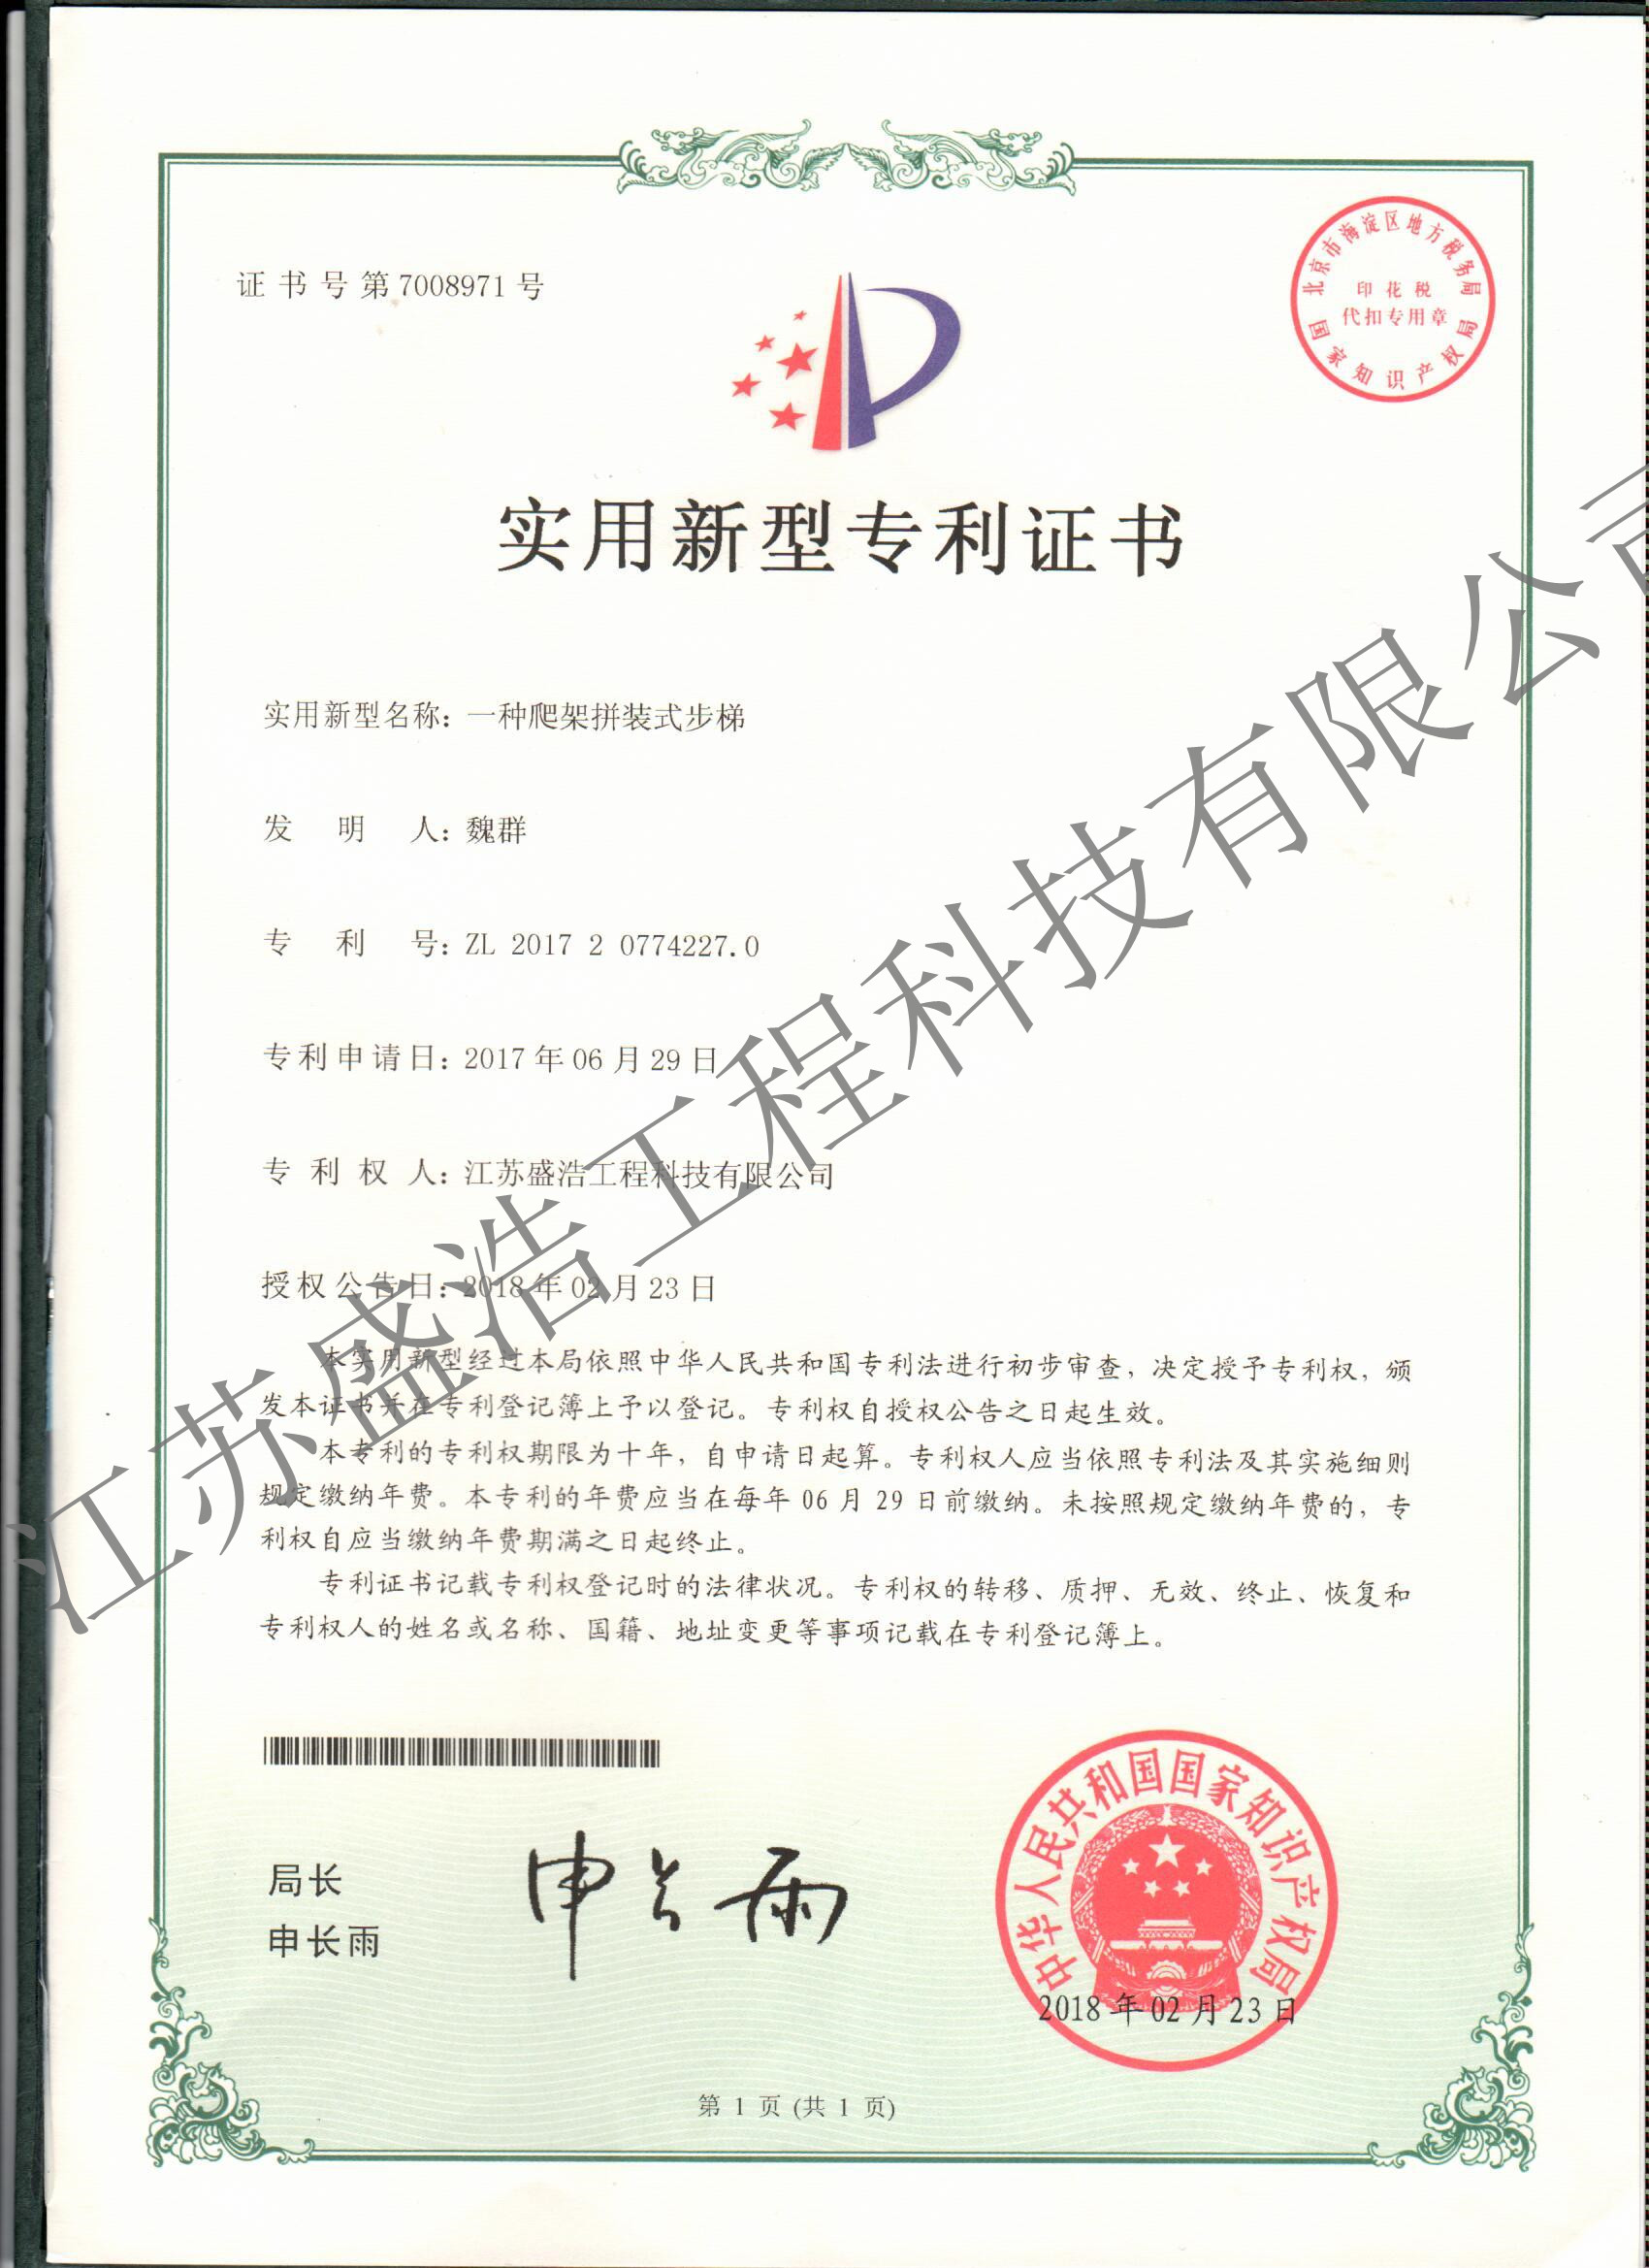 证书号第7008971号
北京市海淀区地方税务局
印花税
代扣专用章
国家知识产权局
实用新型专利证书
实用新型名称：一种爬架拼装式步梯
发明人：魏群
专利号：ZL 2017 2 0774227.0
专利申请日：2017年06月29日
专利权人：江苏盛浩工程科技有限公司
授权公告日：2018年02月23日
本实用新型经过本局依照中华人民共和国专利法进行初步审查，决定授予专利权，颁
发本证书并在专利登记簿上予以登记。专利权自授权公告之日起生效。
本专利的专利权期限为十年，自申请日起算。专利权人应当依照专利法及其实施细则
规定缴纳年费。本专利的年费应当在每年06月29日前缴纳。未按照规定缴纳年费的，专
利权自应当缴纳年费期满之日起终止。
专利证书记载专利权登记时的法律状况。专利权的转移、质押、无效、终止、恢复和
专利权人的姓名或名称、国籍、地址变更等事项记载在专利登记簿上。
局长
申长雨
申长雨
中华人民共和国国家知识产权局
2018年02月23日
第1页(共1页)
江苏盛浩工程科技有限公司